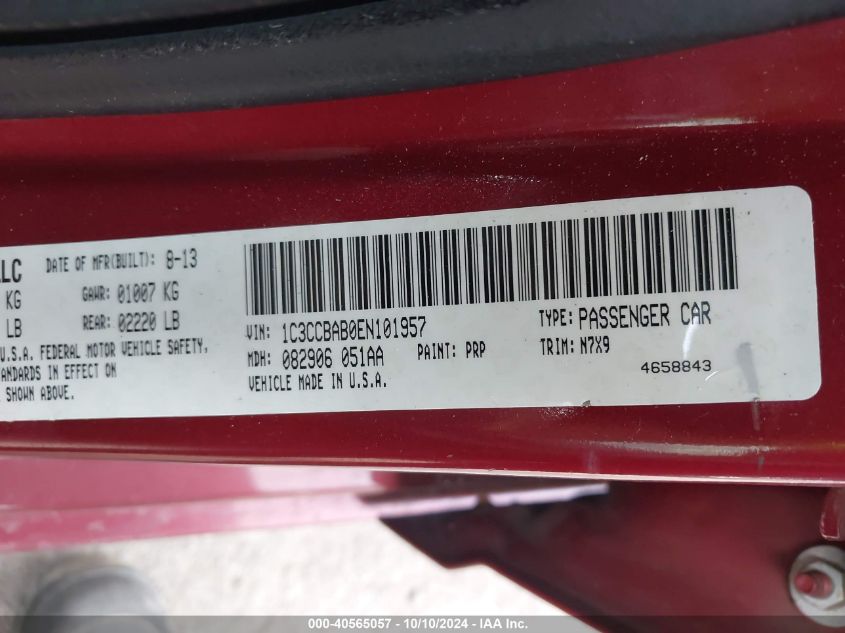 LLC DATE OF MFR(BUILT): 8-13
KG GAWR: 01007 KG
LB REAR: 02220 LB
U.S.A. FEDERAL MOTOR VEHICLE SAFETY,
ANDARDS IN EFFECT ON
SHOWN ABOVE.
VIN: 1C3CCBAB0EN101957 TYPE: PASSENGER CAR
MDH: 082906 051AA PAINT: PRP TRIM: N7X9
VEHICLE MADE IN U.S.A. 4658843
000-40565057 - 10/10/2024 - IAA Inc.